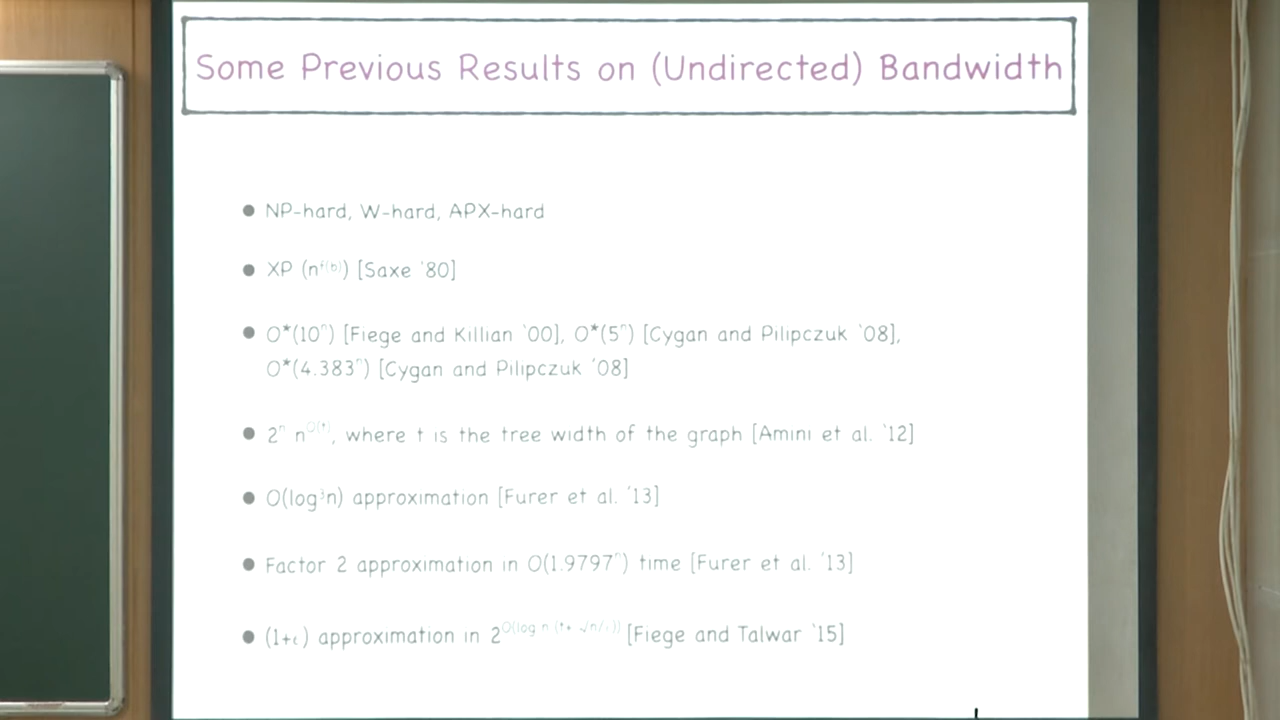 Some Previous Results on (Undirected) Bandwidth
● NP-hard, W-hard, APX-hard
● XP (n^f(b)) [Saxe '80]
● O*(10^n) [Fiege and Killian '00], O*(5^n) [Cygan and Pilipczuk '08],
O*(4.383^n) [Cygan and Pilipczuk '08]
● 2^n n^O(t), where t is the tree width of the graph [Amini et al. '12]
● O(log³n) approximation [Furer et al. '13]
● Factor 2 approximation in O(1.9797^n) time [Furer et al. '13]
● (1+ε) approximation in 2^O(log n (t+ √n/ε)) [Fiege and Talwar '15]